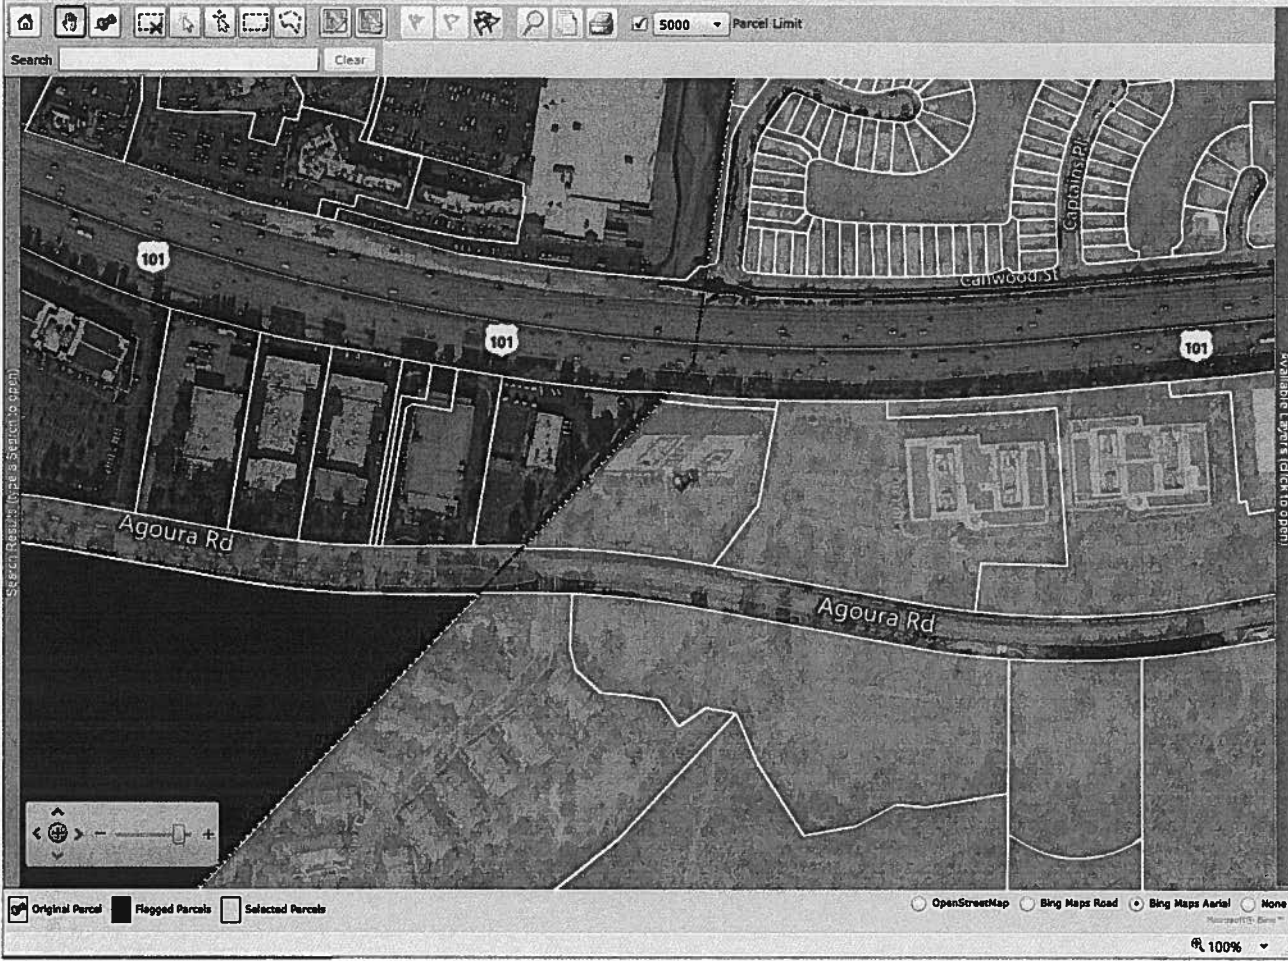 5000 Parcel Limit
Search Clear
Captains Pl
Canwood St
101
101
101
Agoura Rd
Agoura Rd
Search Results (type a Search to open)
Available Layers (click to open)
Original Parcel Flagged Parcels Selected Parcels
OpenStreetMap Bing Maps Road Bing Maps Aerial None
100%